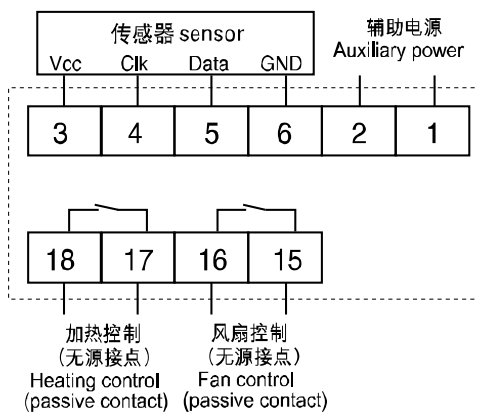 传感器 sensor
Vcc Clk Data GND
辅助电源
Auxiliary power
3 4 5 6 2 1
18 17 16 15
加热控制
（无源接点）
Heating control
(passive contact)
风扇控制
（无源接点）
Fan control
(passive contact)